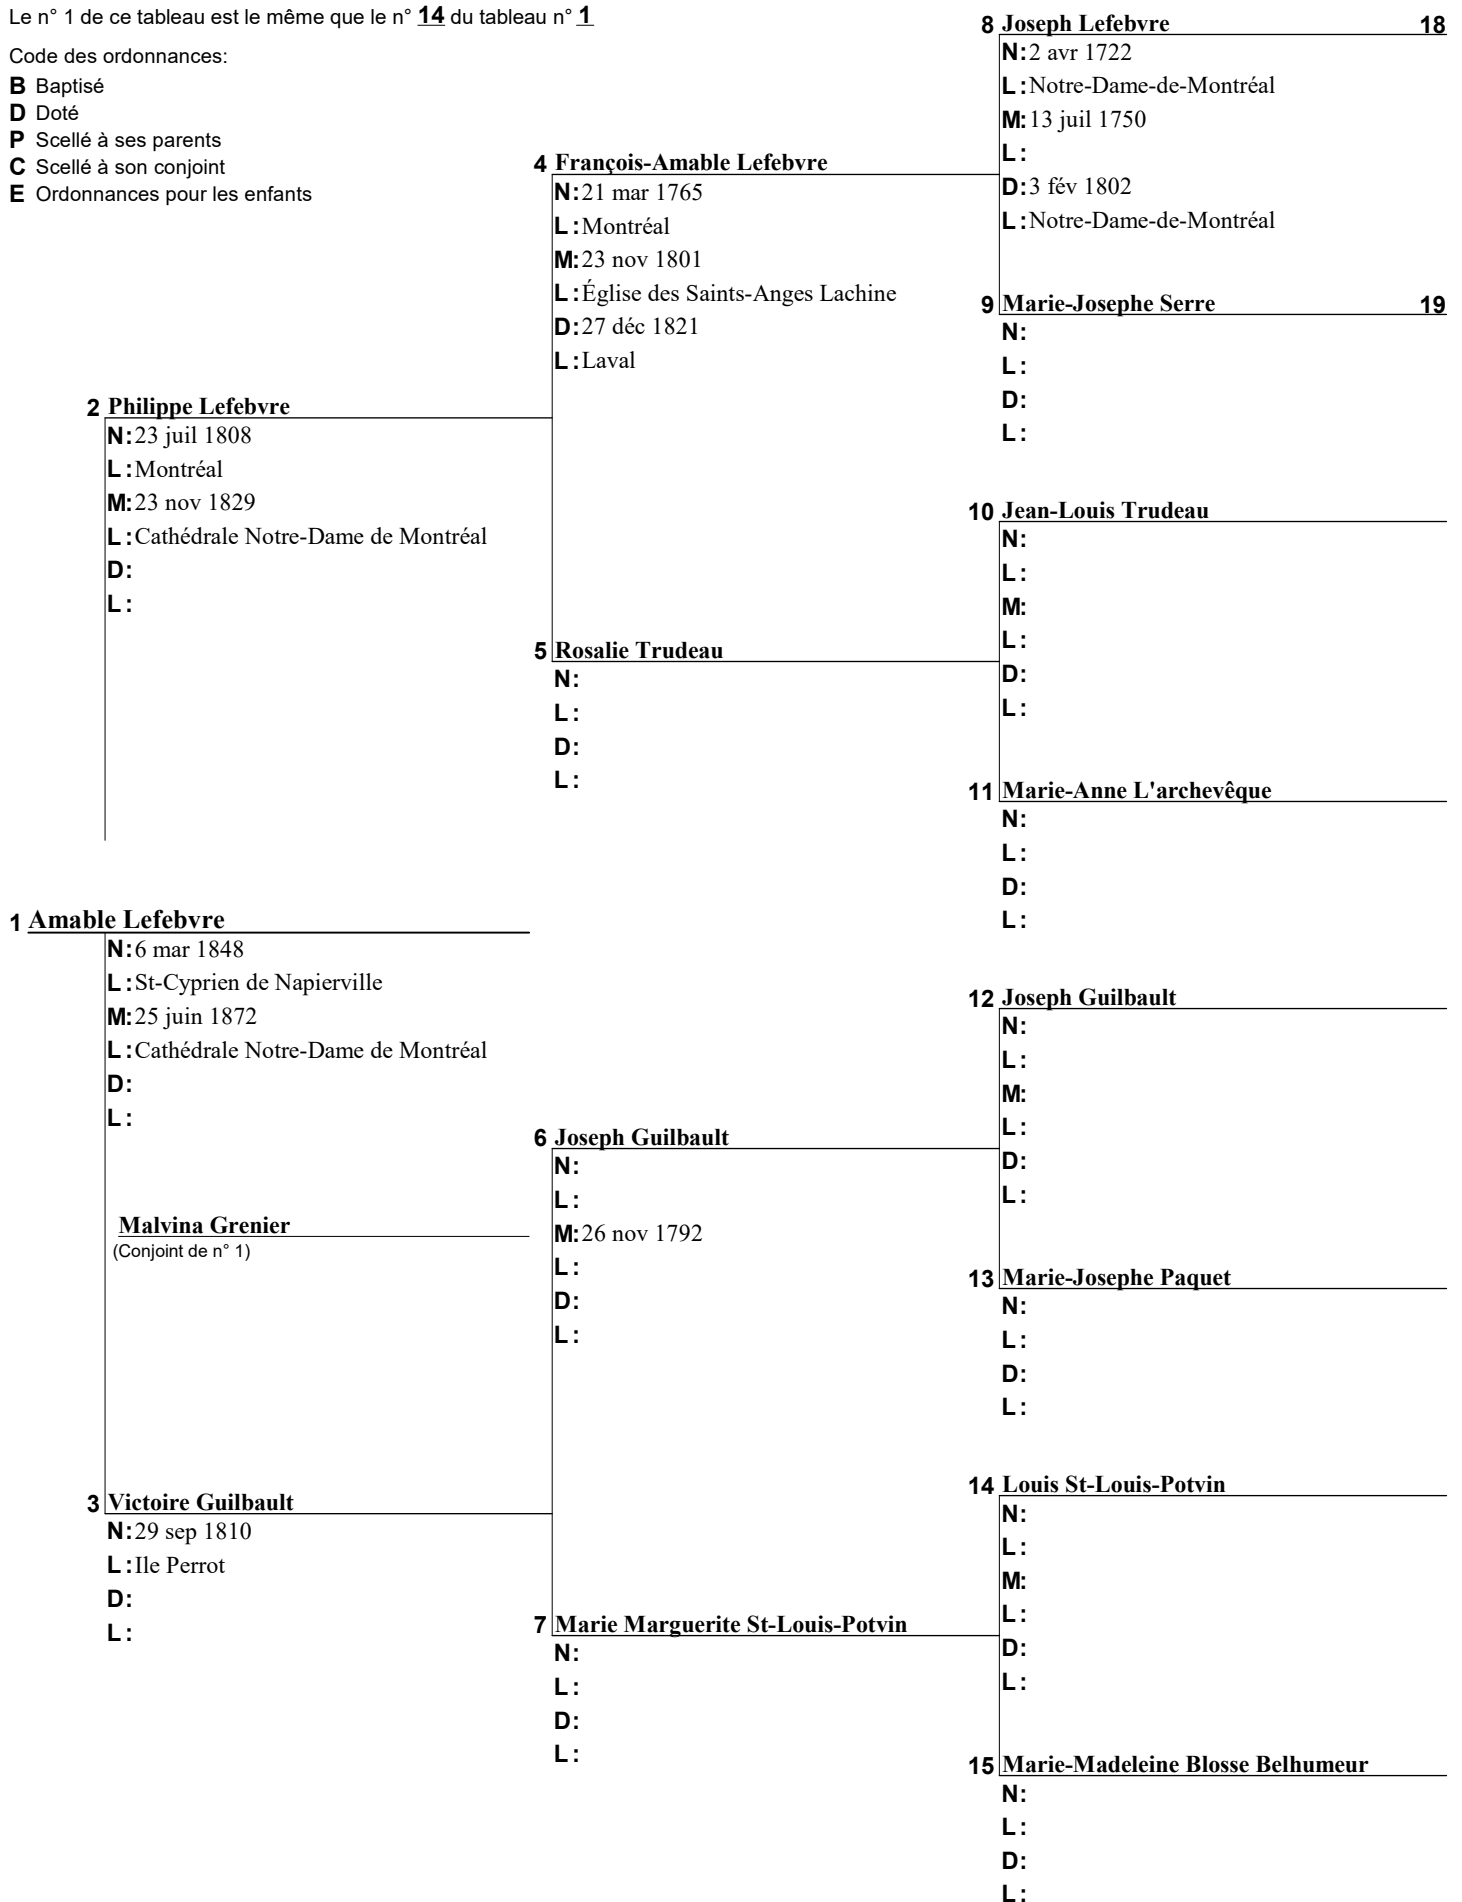 Le n° 1 de ce tableau est le même que le n° 14 du tableau n° 1
Code des ordonnances:
B Baptisé
D Doté
P Scellé à ses parents
C Scellé à son conjoint
E Ordonnances pour les enfants
8 Joseph Lefebvre 18
N: 2 avr 1722
L: Notre-Dame-de-Montréal
M: 13 juil 1750
L:
D: 3 fév 1802
L: Notre-Dame-de-Montréal
4 François-Amable Lefebvre
N: 21 mar 1765
L: Montréal
M: 23 nov 1801
L: Église des Saints-Anges Lachine
D: 27 déc 1821
L: Laval
9 Marie-Josephe Serre 19
N:
L:
D:
L:
2 Philippe Lefebvre
N: 23 juil 1808
L: Montréal
M: 23 nov 1829
L: Cathédrale Notre-Dame de Montréal
D:
L:
10 Jean-Louis Trudeau
N:
L:
M:
L:
D:
L:
5 Rosalie Trudeau
N:
L:
D:
L:
11 Marie-Anne L'archevêque
N:
L:
D:
L:
1 Amable Lefebvre
N: 6 mar 1848
L: St-Cyprien de Napierville
M: 25 juin 1872
L: Cathédrale Notre-Dame de Montréal
D:
L:
Malvina Grenier
(Conjoint de n° 1)
12 Joseph Guilbault
N:
L:
M:
L:
D:
L:
6 Joseph Guilbault
N:
L:
M: 26 nov 1792
L:
D:
L:
13 Marie-Josephe Paquet
N:
L:
D:
L:
3 Victoire Guilbault
N: 29 sep 1810
L: Ile Perrot
D:
L:
14 Louis St-Louis-Potvin
N:
L:
M:
L:
D:
L:
7 Marie Marguerite St-Louis-Potvin
N:
L:
D:
L:
15 Marie-Madeleine Blosse Belhumeur
N:
L:
D:
L: